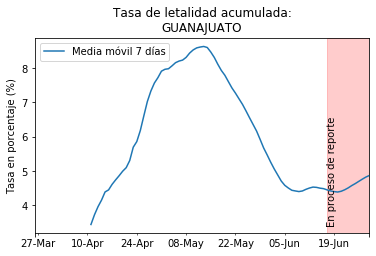 Tasa de letalidad acumulada:
GUANAJUATO
Media móvil 7 días
Tasa en porcentaje (%)
8
7
6
5
4
En proceso de reporte
27-Mar 10-Apr 24-Apr 08-May 22-May 05-Jun 19-Jun